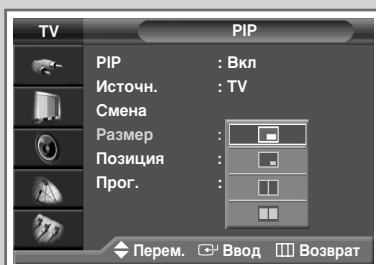 TV PIP
PIP : Вкл
Источн. : TV
Смена
Размер :
Позиция :
Прог. :
Перем. Ввод Возврат